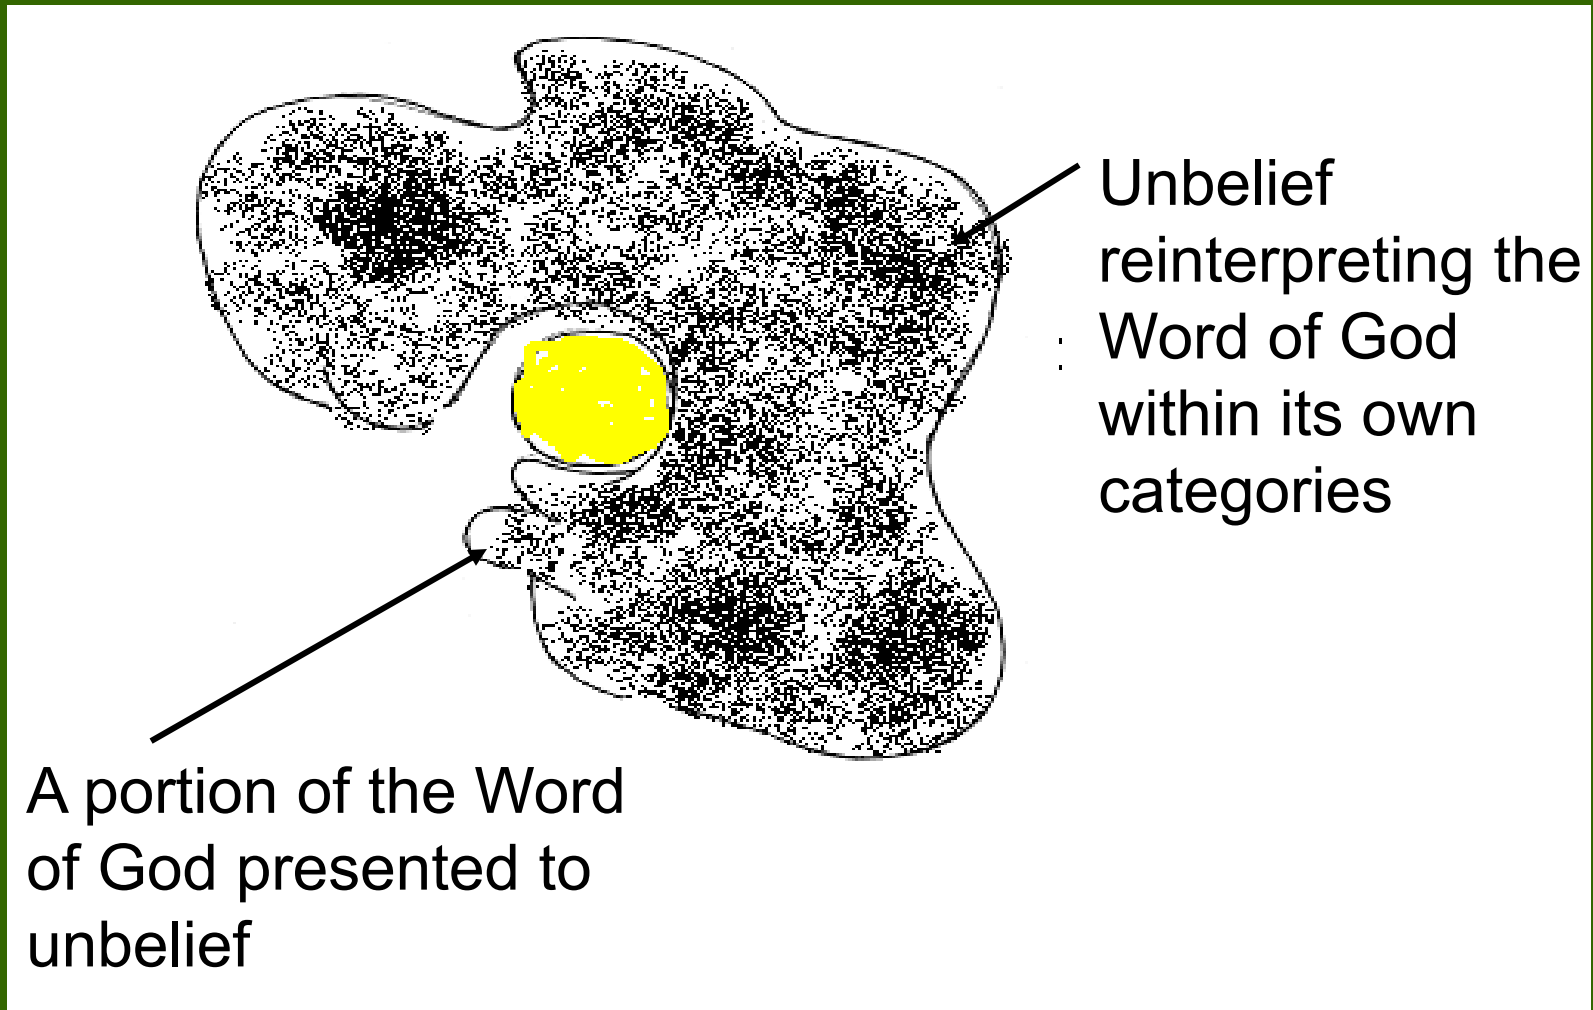 Unbelief
reinterpreting the
Word of God
within its own
categories
A portion of the Word
of God presented to
unbelief